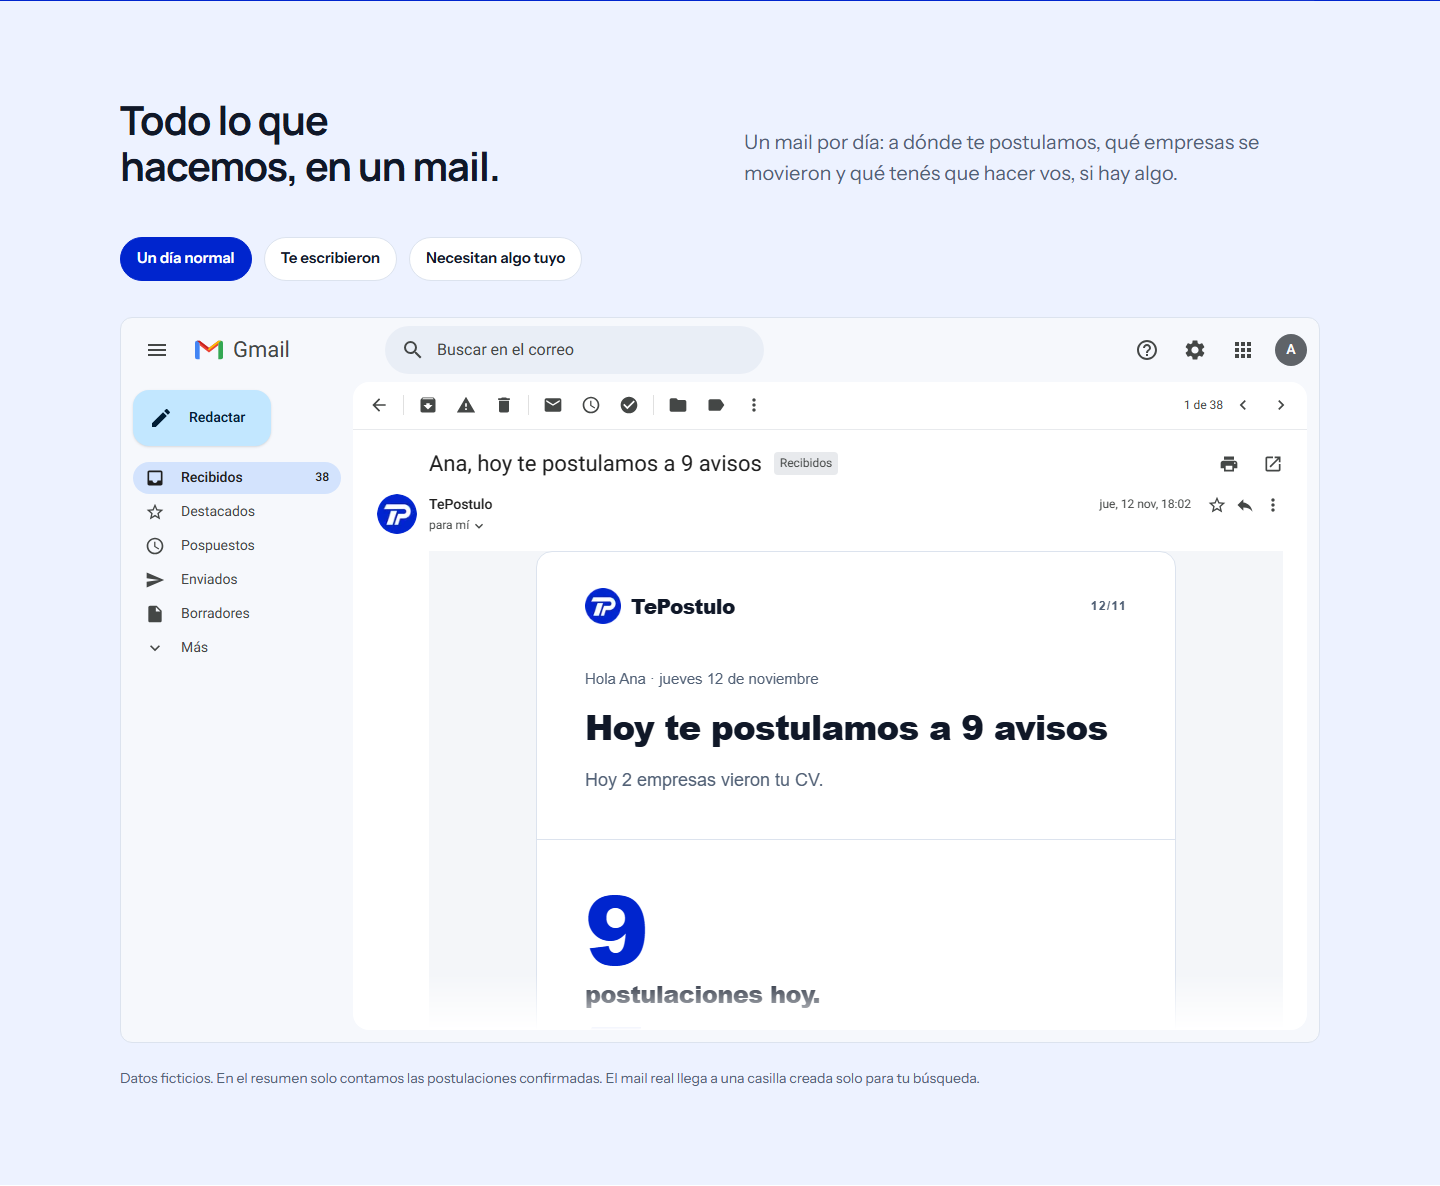 Todo lo que
hacemos, en un mail.
Un mail por día: a dónde te postulamos, qué empresas se
movieron y qué tenés que hacer vos, si hay algo.
Un día normal
Te escribieron
Necesitan algo tuyo
Gmail
Buscar en el correo
A
Redactar
1 de 38
Recibidos 38
Destacados
Pospuestos
Enviados
Borradores
Más
Ana, hoy te postulamos a 9 avisos Recibidos
TePostulo
jue, 12 nov, 18:02
para mí
TP TePostulo 12/11
Hola Ana · jueves 12 de noviembre
Hoy te postulamos a 9 avisos
Hoy 2 empresas vieron tu CV.
9
postulaciones hoy.
Datos ficticios. En el resumen solo contamos las postulaciones confirmadas. El mail real llega a una casilla creada solo para tu búsqueda.